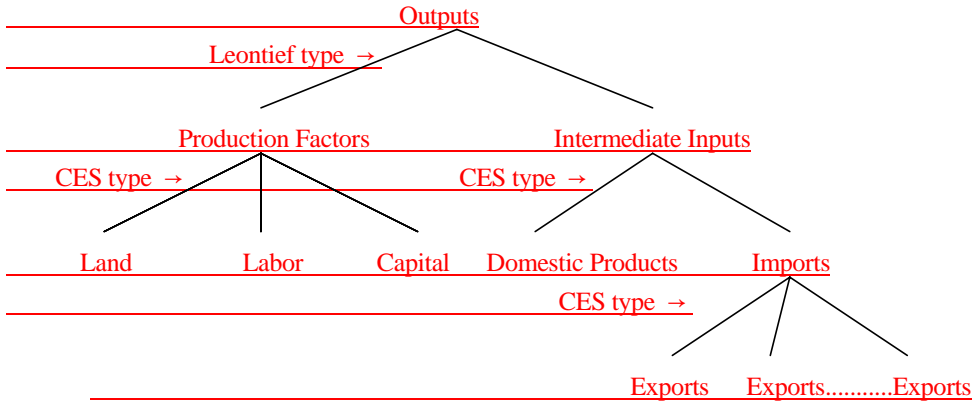 Outputs
Leontief type →
Production Factors Intermediate Inputs
CES type → CES type →
Land Labor Capital Domestic Products Imports
CES type →
Exports Exports...........Exports